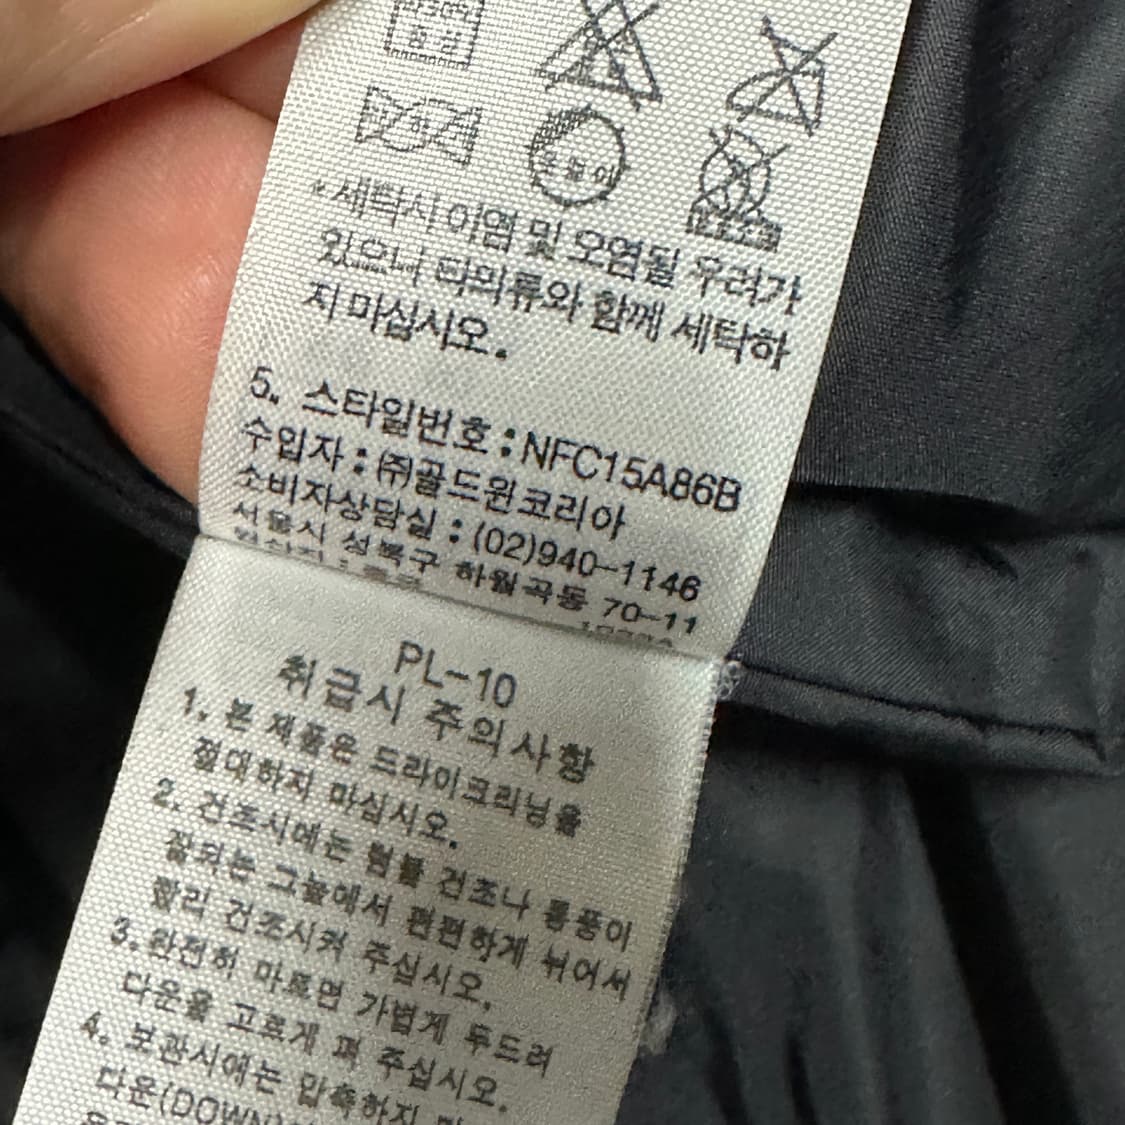 * 세탁시 이염 및 오염될 우려가
있으니 타의류와 함께 세탁하
지 마십시오.
5. 스타일번호 : NFC15A86B
수입자 : ㈜골드윈코리아
소비자상담실 : (02)940-1146
서울시 성북구 하월곡동 70-11
PL-10
취급시 주의사항
1. 본 제품은 드라이크리닝을
절대하지 마십시오.
2. 건조시에는 텀블 건조나 통풍이
잘되는 그늘에서 편편하게 뉘어서
빨리 건조시켜 주십시오.
3. 완전히 마르면 가볍게 두드려
다운을 고르게 펴 주십시오.
4. 보관시에는 압축하지
다운(DOWN)